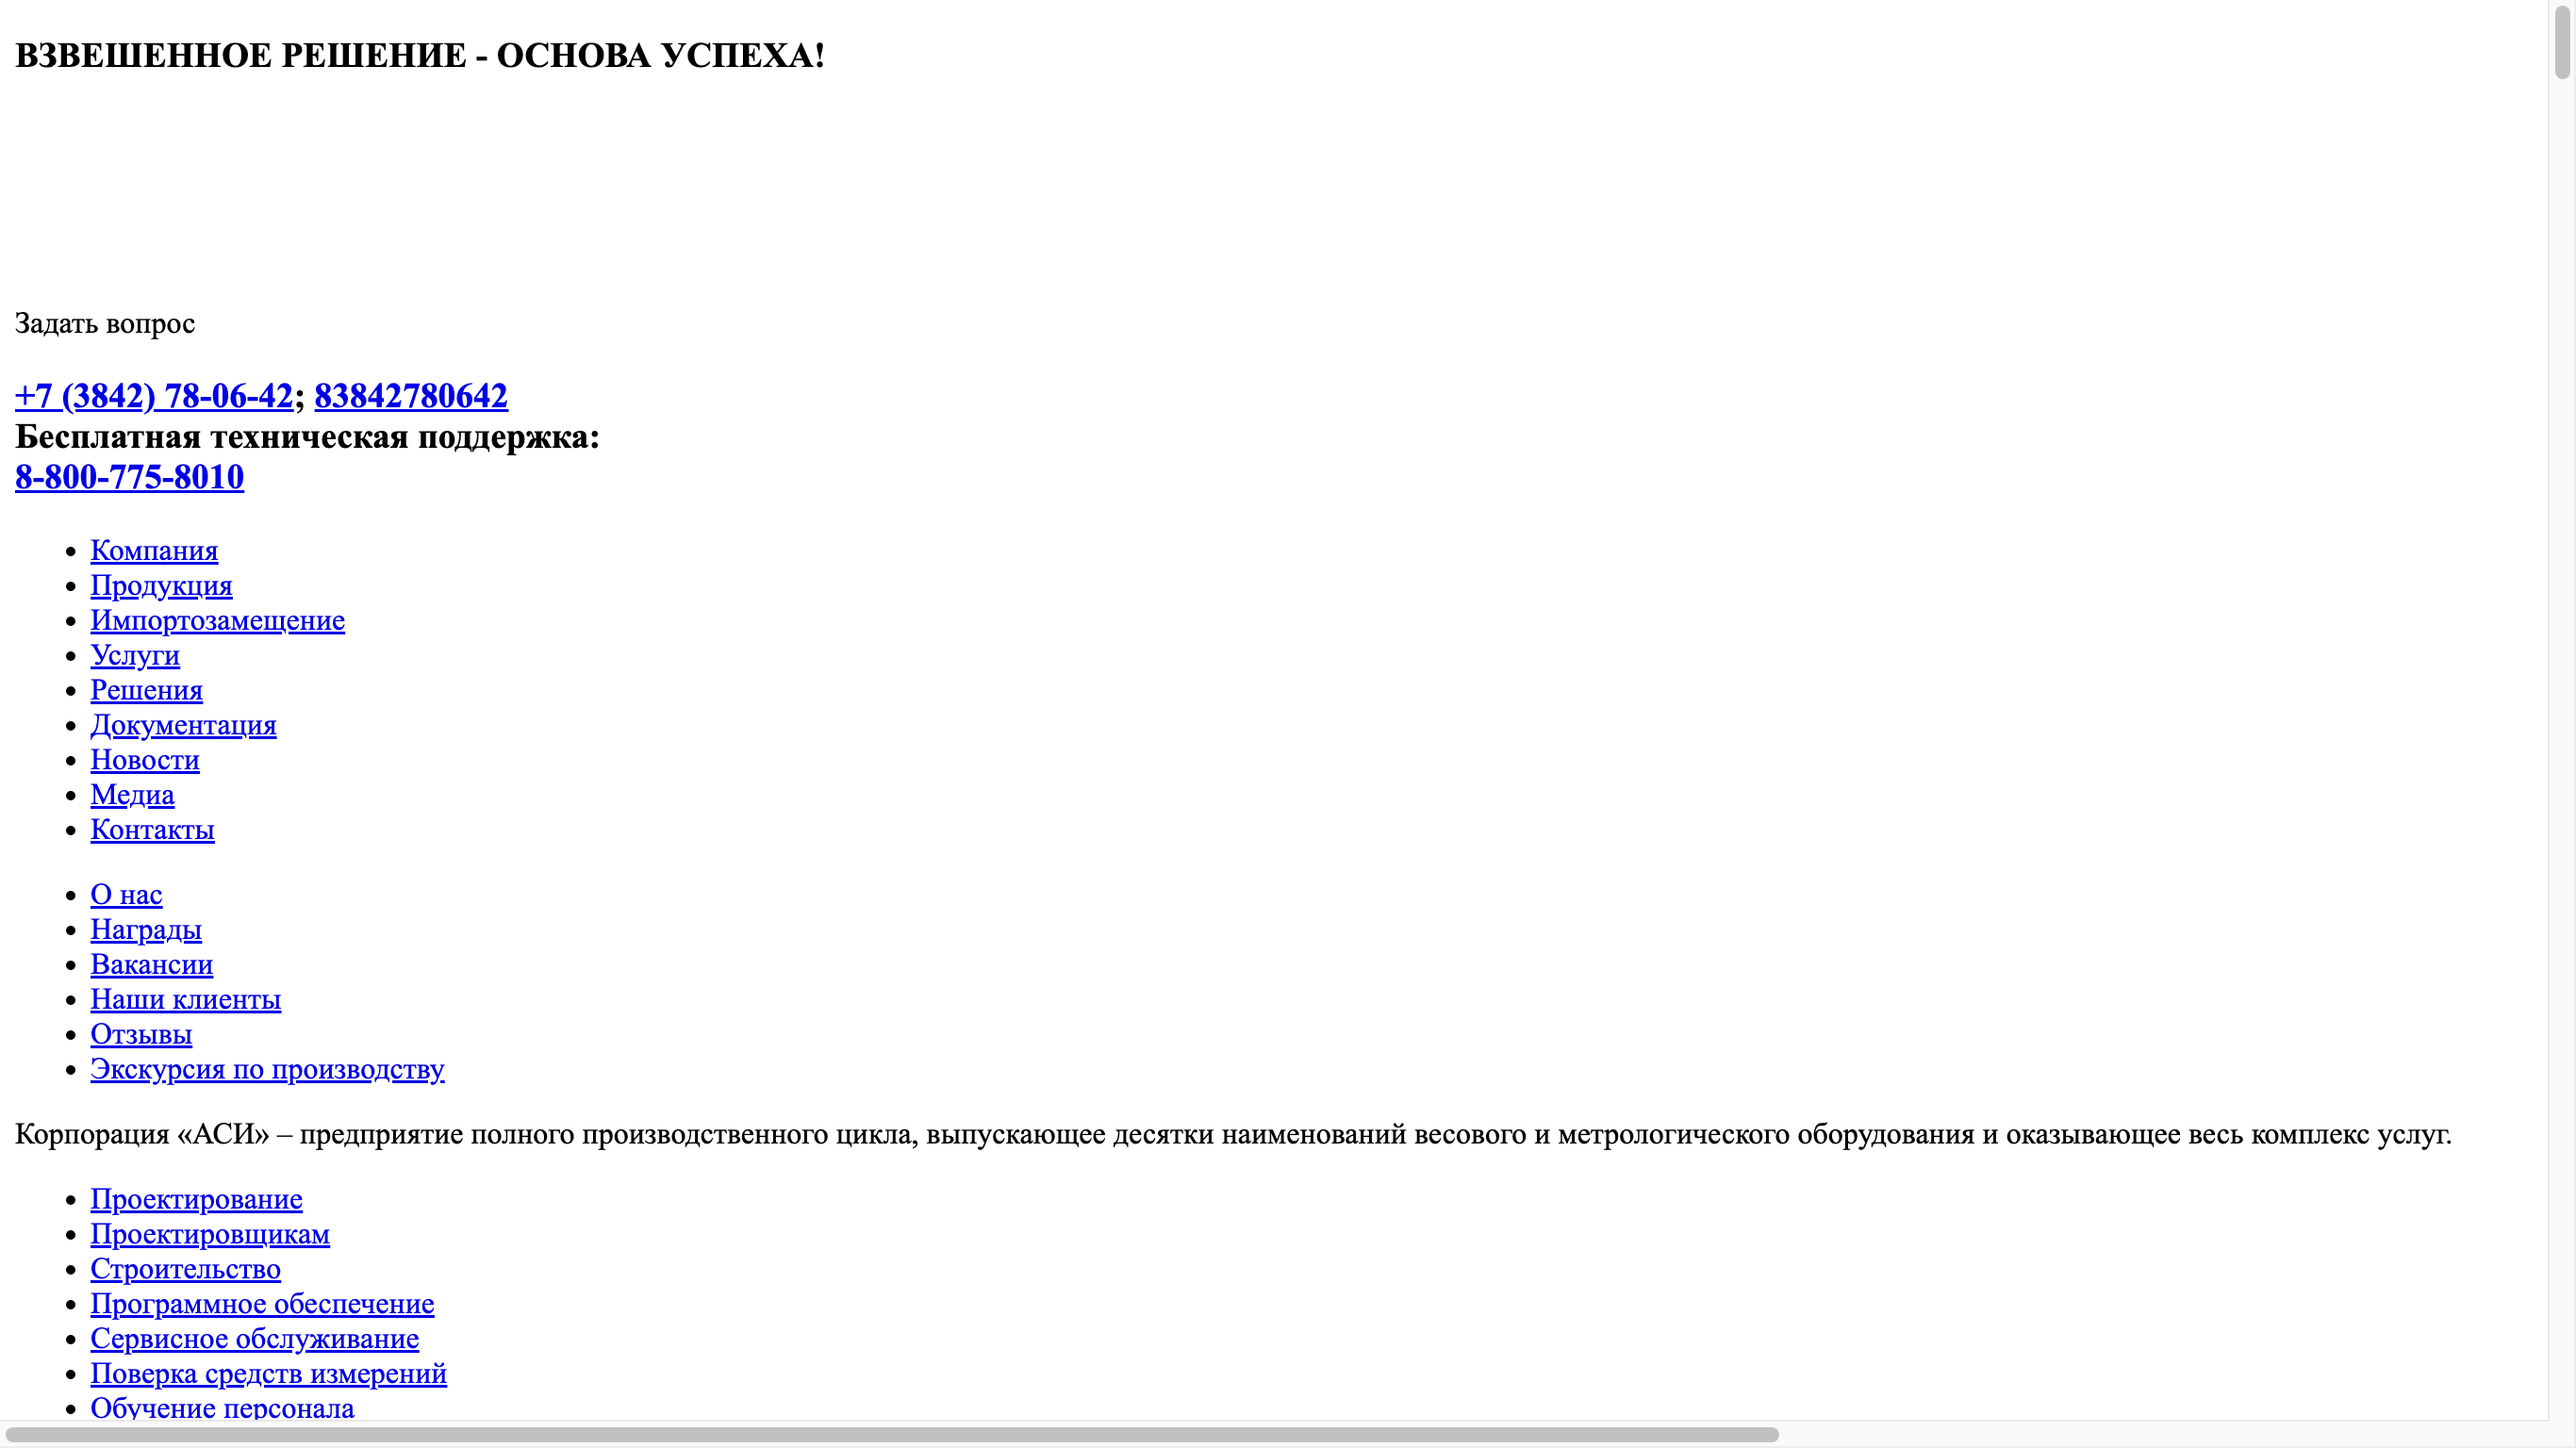 ВЗВЕШЕННОЕ РЕШЕНИЕ - ОСНОВА УСПЕХА!
Задать вопрос
+7 (3842) 78-06-42; 83842780642
Бесплатная техническая поддержка:
8-800-775-8010
Компания
Продукция
Импортозамещение
Услуги
Решения
Документация
Новости
Медиа
Контакты
О нас
Награды
Вакансии
Наши клиенты
Отзывы
Экскурсия по производству
Корпорация «АСИ» – предприятие полного производственного цикла, выпускающее десятки наименований весового и метрологического оборудования и оказывающее весь комплекс услуг.
Проектирование
Проектировщикам
Строительство
Программное обеспечение
Сервисное обслуживание
Поверка средств измерений
Обучение персонала